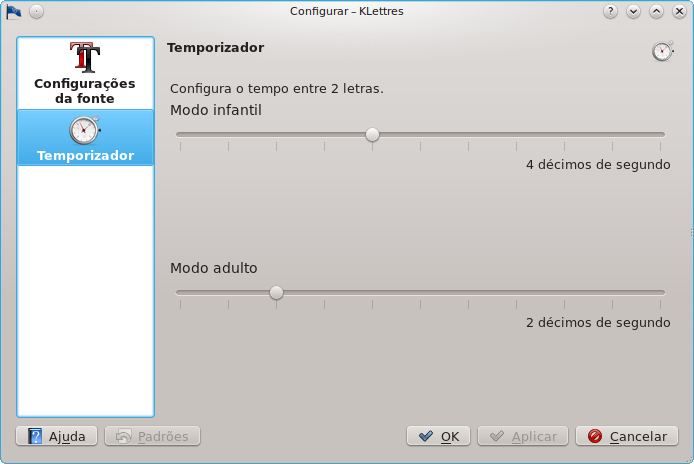 Configurar – KLettres
Configurações
da fonte
Temporizador
Temporizador
Configura o tempo entre 2 letras.
Modo infantil
4 décimos de segundo
Modo adulto
2 décimos de segundo
Ajuda
Padrões
OK
Aplicar
Cancelar